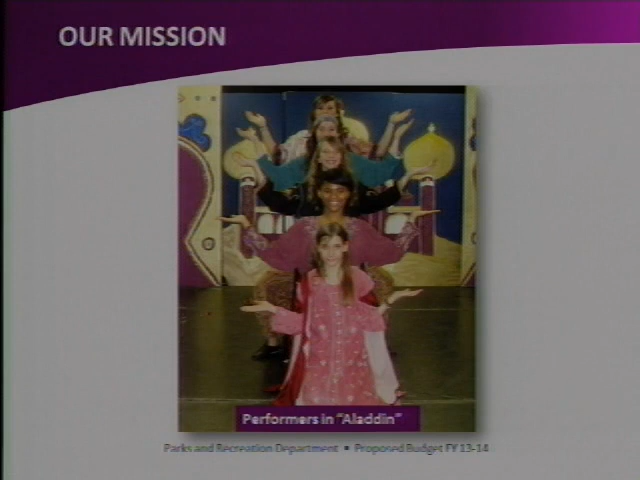 OUR MISSION
Performers in "Aladdin"
Parks and Recreation Department ▪ Proposed Budget FY 13-14